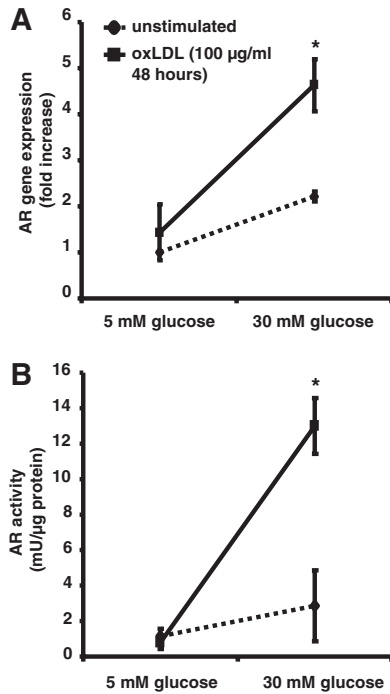 A
unstimulated
oxLDL (100 µg/ml
48 hours)
*
AR gene expression
(fold increase)
6
5
4
3
2
1
0
5 mM glucose 30 mM glucose
B
*
AR activity
(mU/µg protein)
16
14
12
10
8
6
4
2
0
5 mM glucose 30 mM glucose